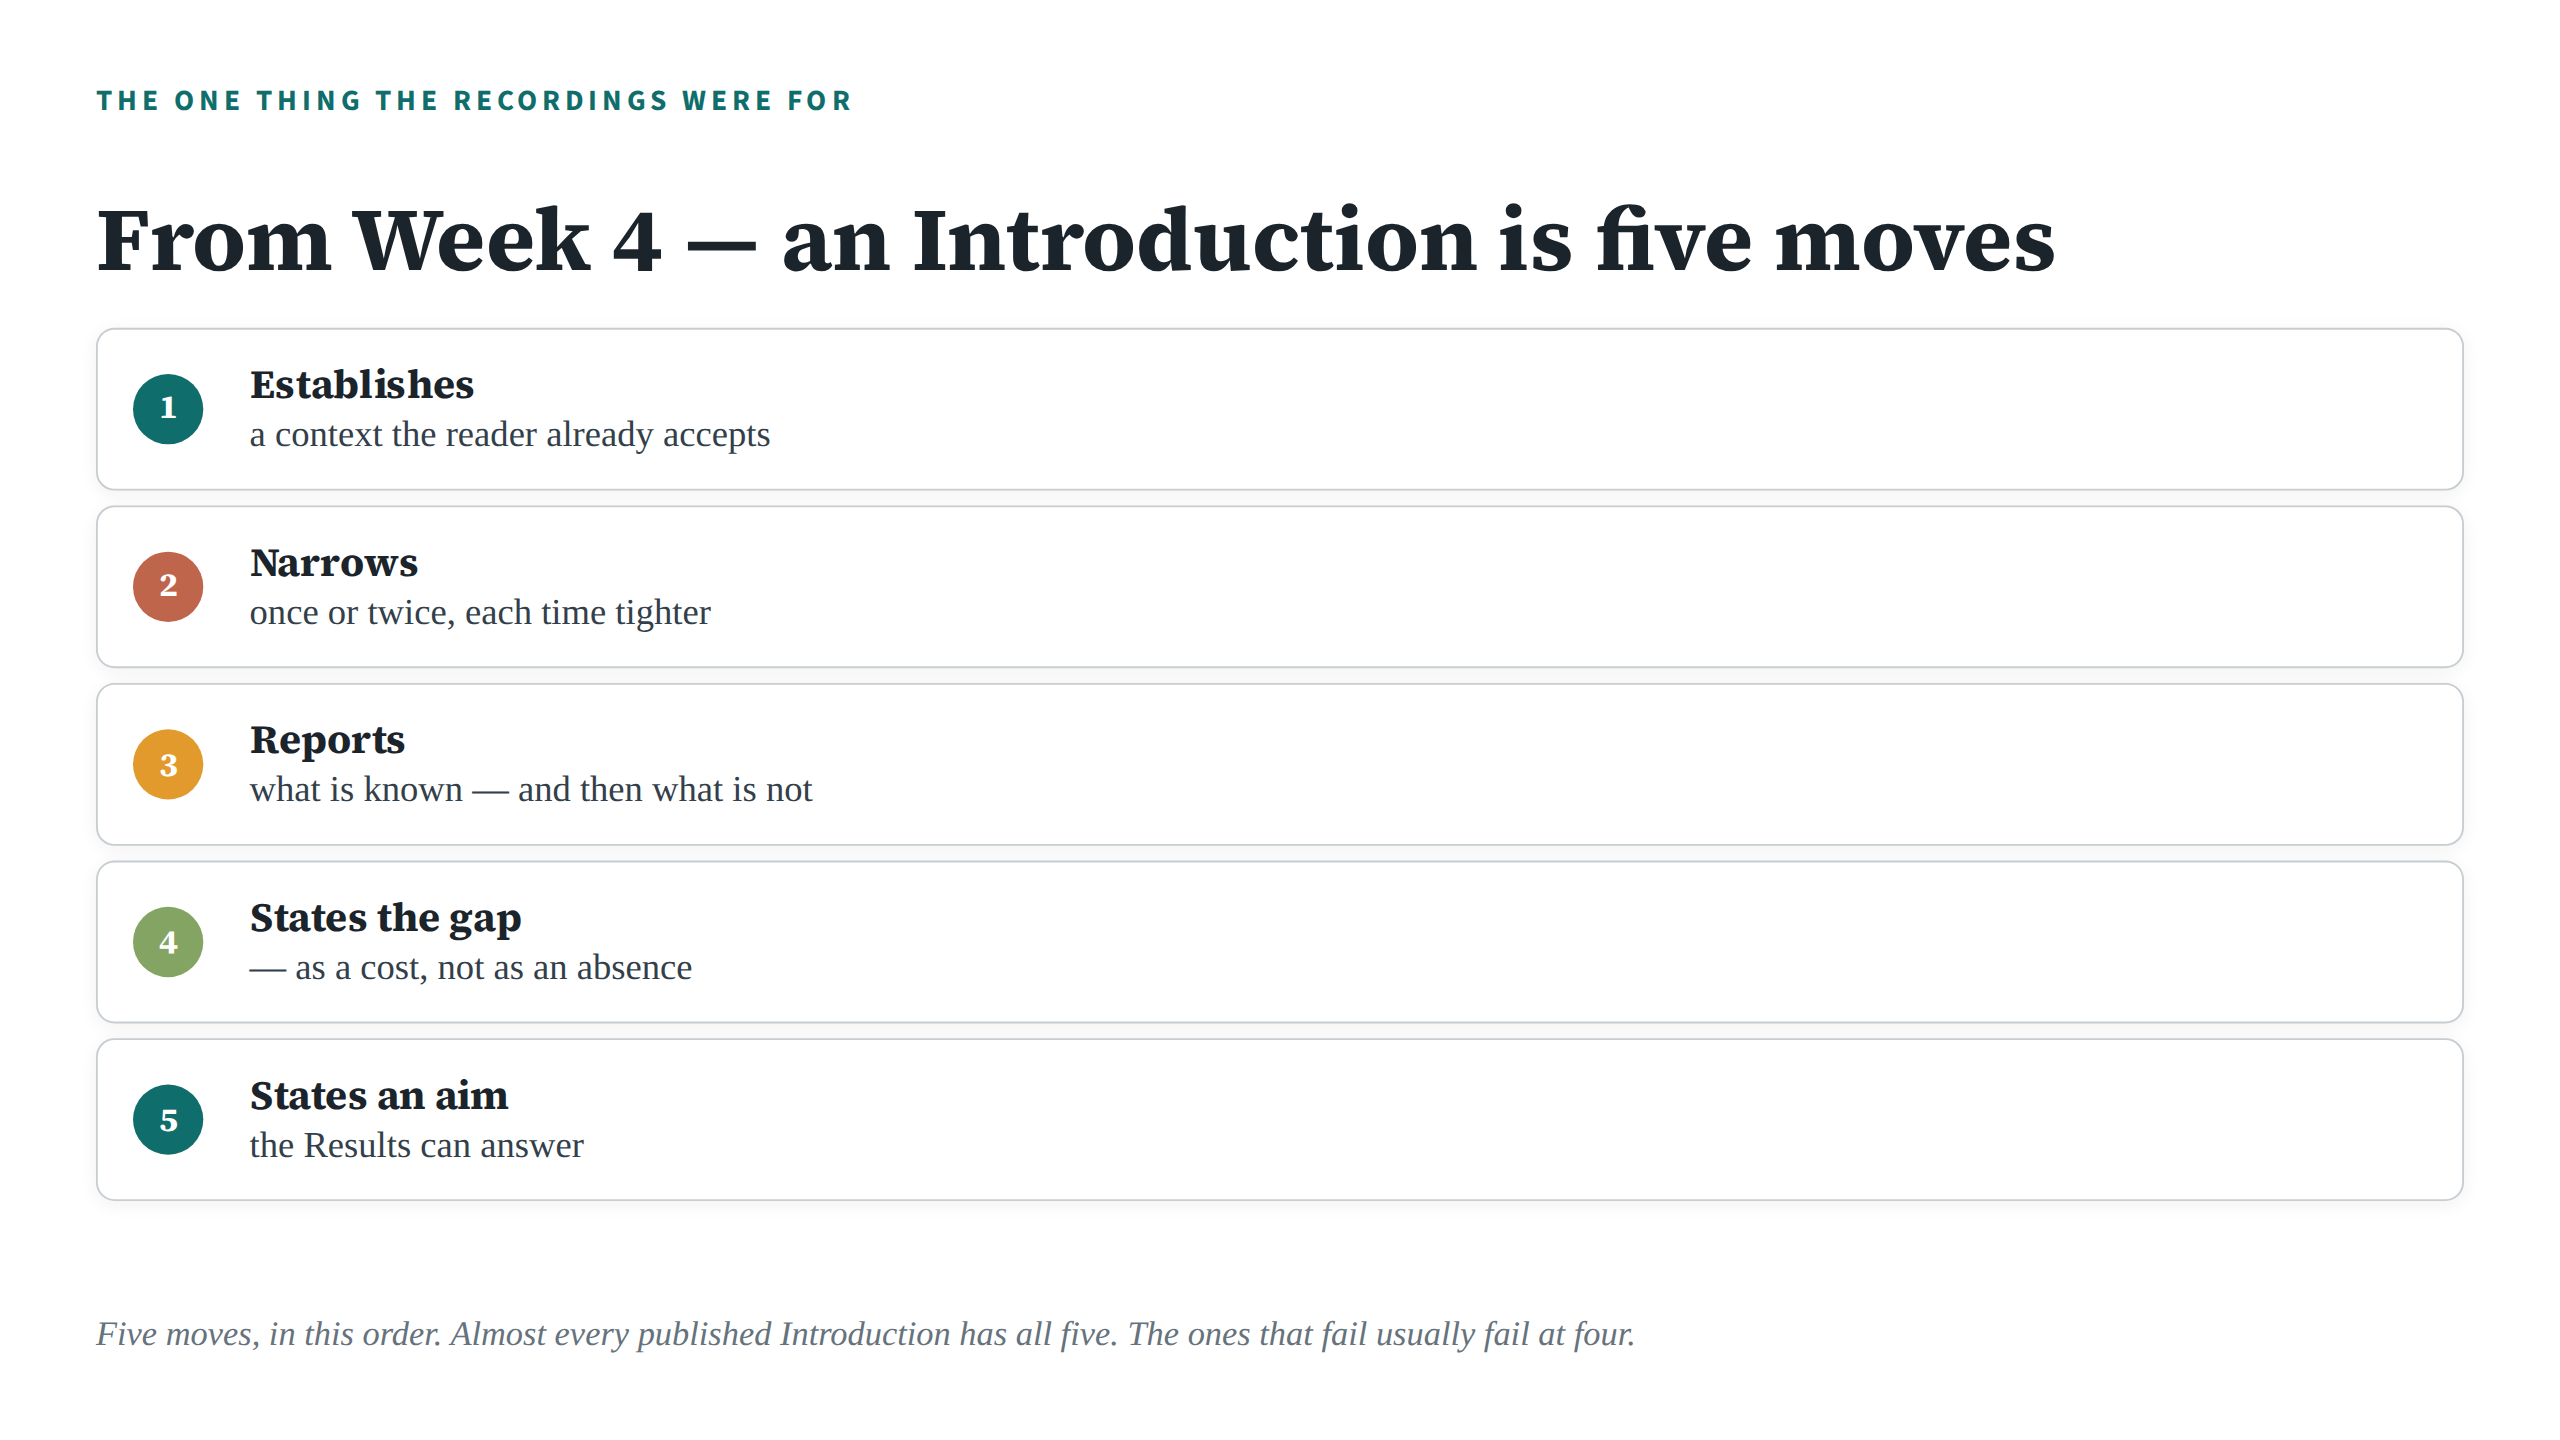 THE ONE THING THE RECORDINGS WERE FOR
From Week 4 — an Introduction is five moves
1
Establishes
a context the reader already accepts
2
Narrows
once or twice, each time tighter
3
Reports
what is known — and then what is not
4
States the gap
— as a cost, not as an absence
5
States an aim
the Results can answer
Five moves, in this order. Almost every published Introduction has all five. The ones that fail usually fail at four.